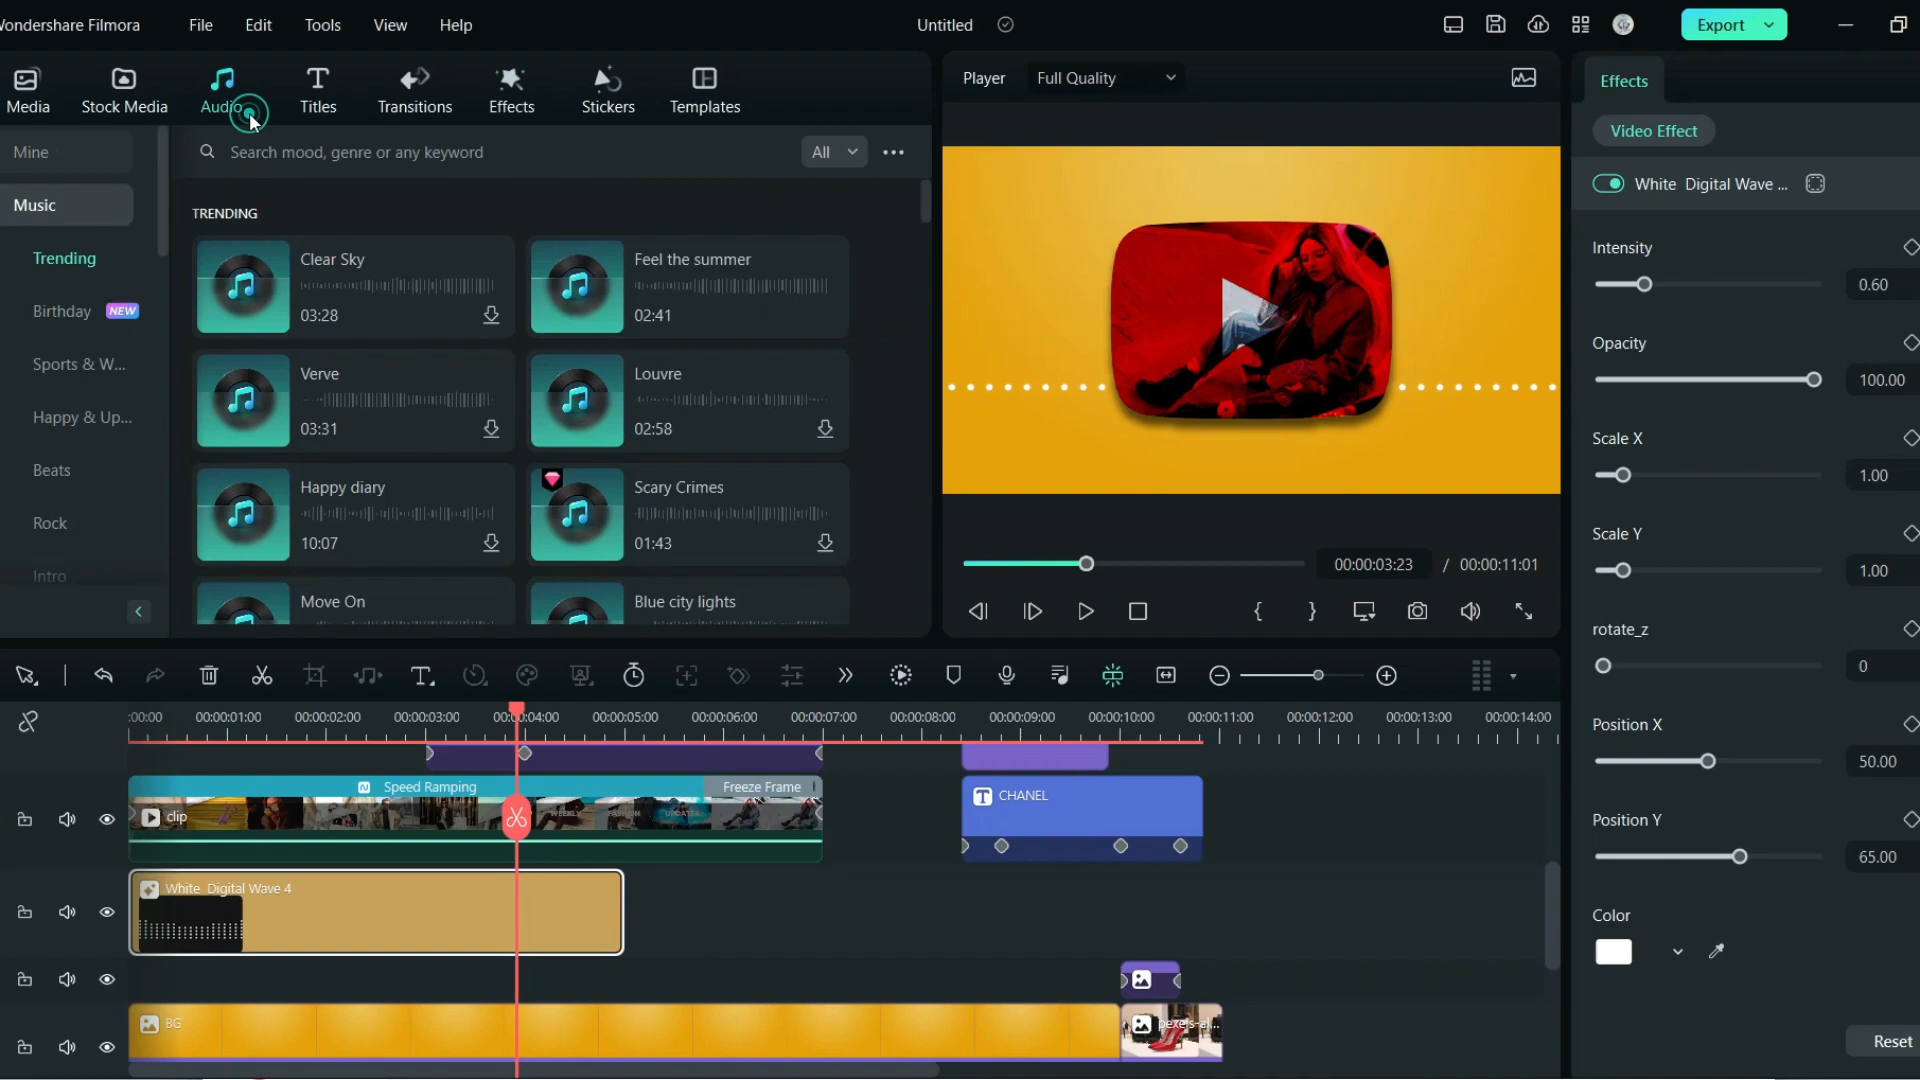 Wondershare Filmora
File
Edit
Tools
View
Help
Untitled
Export
Media
Stock Media
Audio
Titles
Transitions
Effects
Stickers
Templates
Player
Full Quality
Effects
Video Effect
Mine
Search mood, genre or any keyword
All
White Digital Wave ...
Music
TRENDING
Trending
Birthday
NEW
Sports & W...
Happy & Up...
Beats
Rock
Intro
Clear Sky
03:28
Feel the summer
02:41
Verve
03:31
Louvre
02:58
Happy diary
10:07
Scary Crimes
01:43
Move On
Blue city lights
00:00:03:23
/ 00:00:11:01
Intensity
0.60
Opacity
100.00
Scale X
1.00
Scale Y
1.00
rotate_z
0
Position X
50.00
Position Y
65.00
Color
Reset
:00:00
00:00:01:00
00:00:02:00
00:00:03:00
00:00:04:00
00:00:05:00
00:00:06:00
00:00:07:00
00:00:08:00
00:00:09:00
00:00:10:00
00:00:11:00
00:00:12:00
00:00:13:00
00:00:14:00
Speed Ramping
Freeze Frame
clip
WEEKLY
FASHION
UPDATES
CHANEL
White Digital Wave 4
BG
pexels-al...